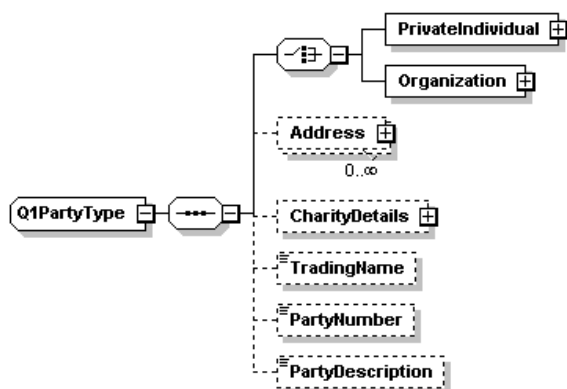 PrivateIndividual
Organization
Address
0..∞
Q1PartyType
CharityDetails
TradingName
PartyNumber
PartyDescription